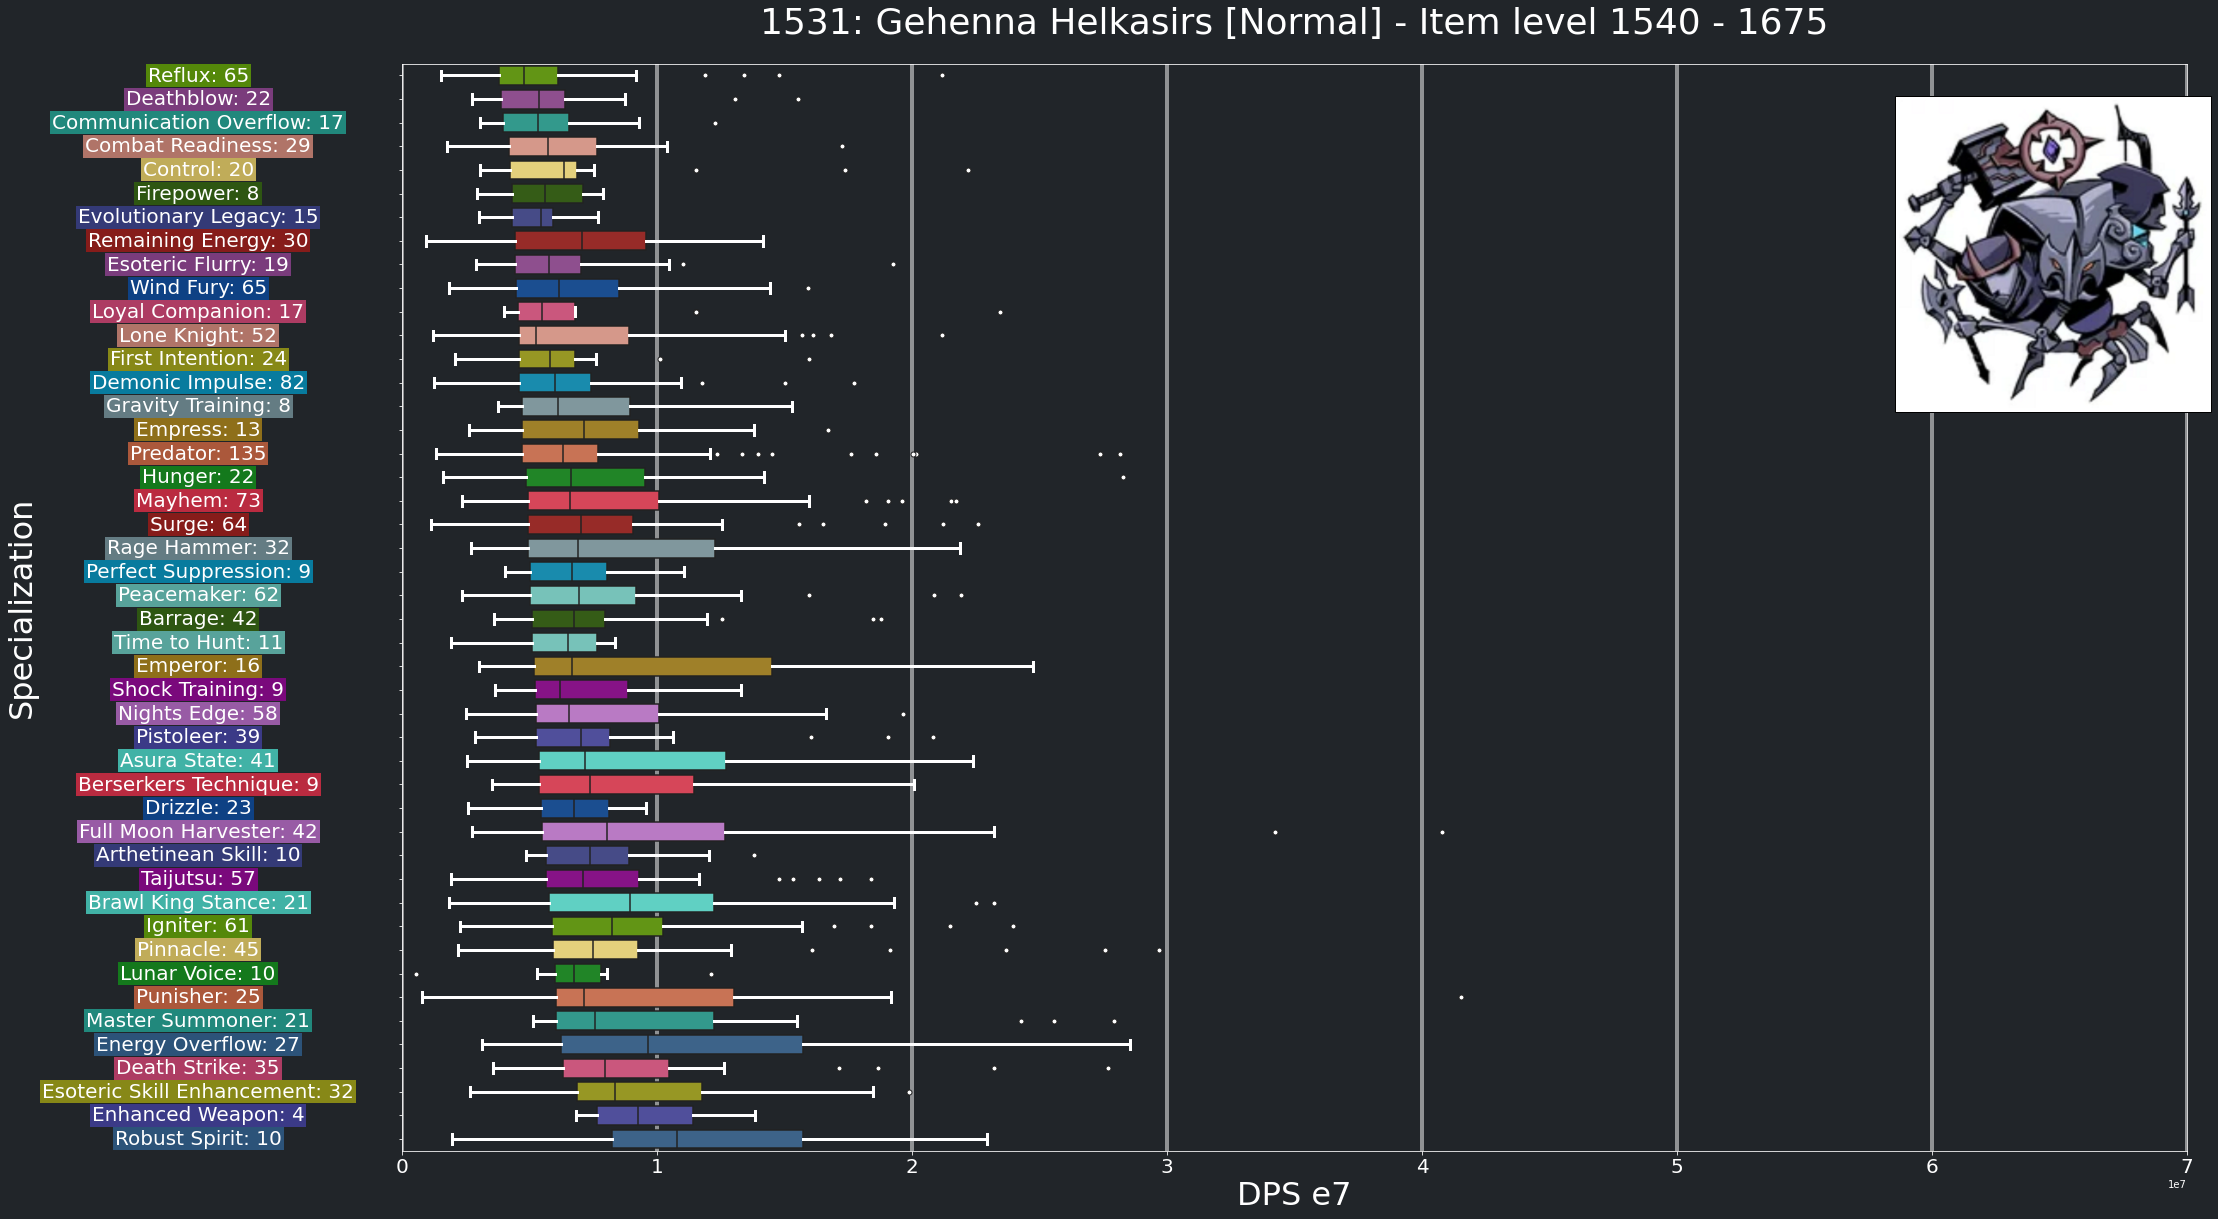 1531: Gehenna Helkasirs [Normal] - Item level 1540 - 1675
Specialization
Reflux: 65
Deathblow: 22
Communication Overflow: 17
Combat Readiness: 29
Control: 20
Firepower: 8
Evolutionary Legacy: 15
Remaining Energy: 30
Esoteric Flurry: 19
Wind Fury: 65
Loyal Companion: 17
Lone Knight: 52
First Intention: 24
Demonic Impulse: 82
Gravity Training: 8
Empress: 13
Predator: 135
Hunger: 22
Mayhem: 73
Surge: 64
Rage Hammer: 32
Perfect Suppression: 9
Peacemaker: 62
Barrage: 42
Time to Hunt: 11
Emperor: 16
Shock Training: 9
Nights Edge: 58
Pistoleer: 39
Asura State: 41
Berserkers Technique: 9
Drizzle: 23
Full Moon Harvester: 42
Arthetinean Skill: 10
Taijutsu: 57
Brawl King Stance: 21
Igniter: 61
Pinnacle: 45
Lunar Voice: 10
Punisher: 25
Master Summoner: 21
Energy Overflow: 27
Death Strike: 35
Esoteric Skill Enhancement: 32
Enhanced Weapon: 4
Robust Spirit: 10
0 1 2 3 4 5 6 7
1e7
DPS e7